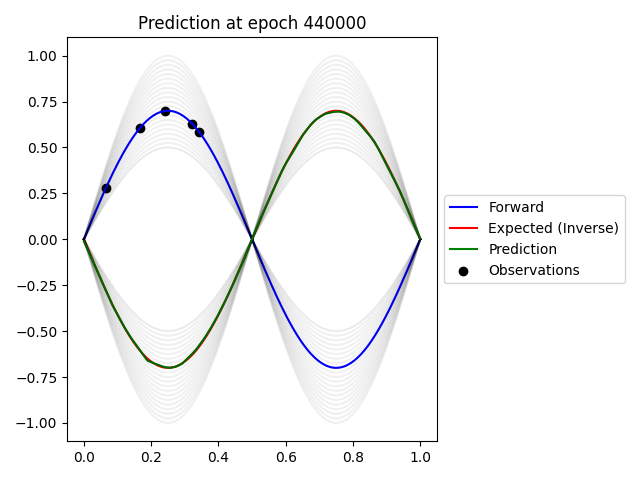 Prediction at epoch 440000
1.00
0.75
0.50
0.25
0.00
−0.25
−0.50
−0.75
−1.00
0.0 0.2 0.4 0.6 0.8 1.0
Forward
Expected (Inverse)
Prediction
Observations